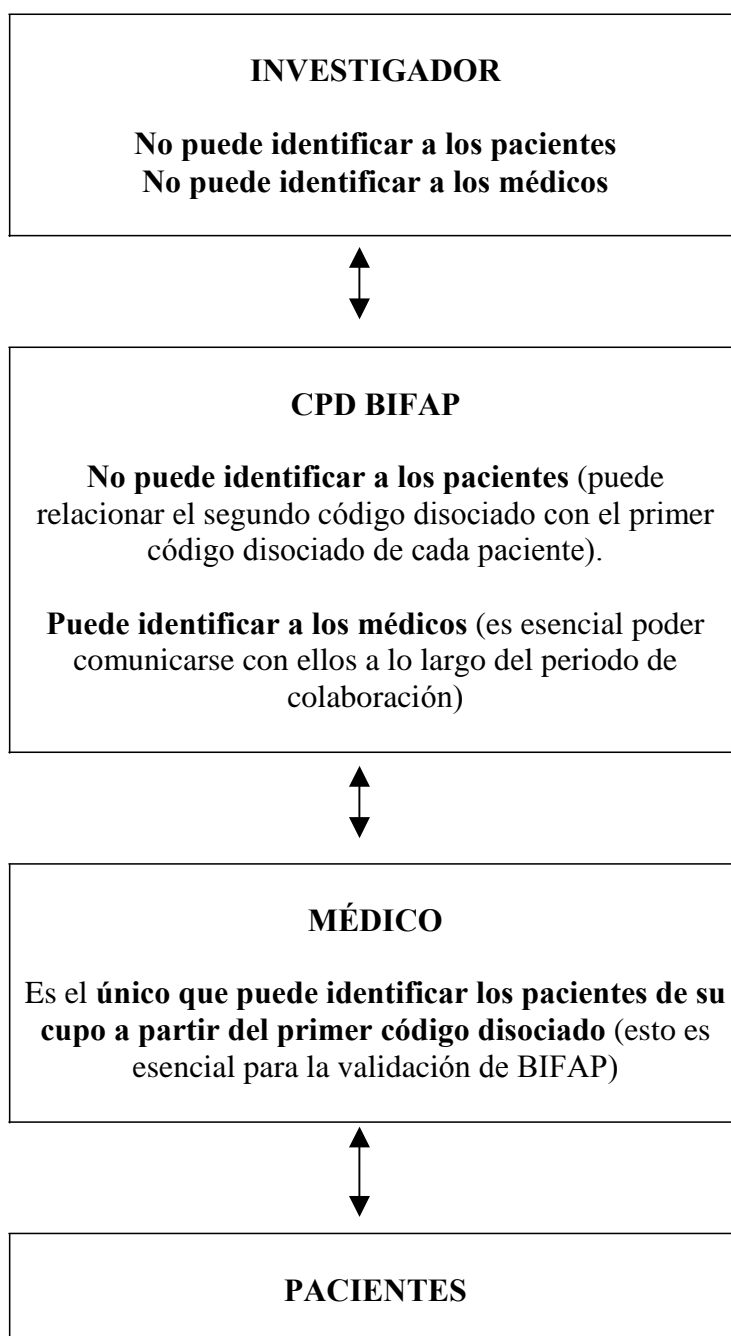 INVESTIGADOR
No puede identificar a los pacientes
No puede identificar a los médicos
CPD BIFAP
No puede identificar a los pacientes (puede
relacionar el segundo código disociado con el primer
código disociado de cada paciente).
Puede identificar a los médicos (es esencial poder
comunicarse con ellos a lo largo del periodo de
colaboración)
MÉDICO
Es el único que puede identificar los pacientes de su
cupo a partir del primer código disociado (esto es
esencial para la validación de BIFAP)
PACIENTES